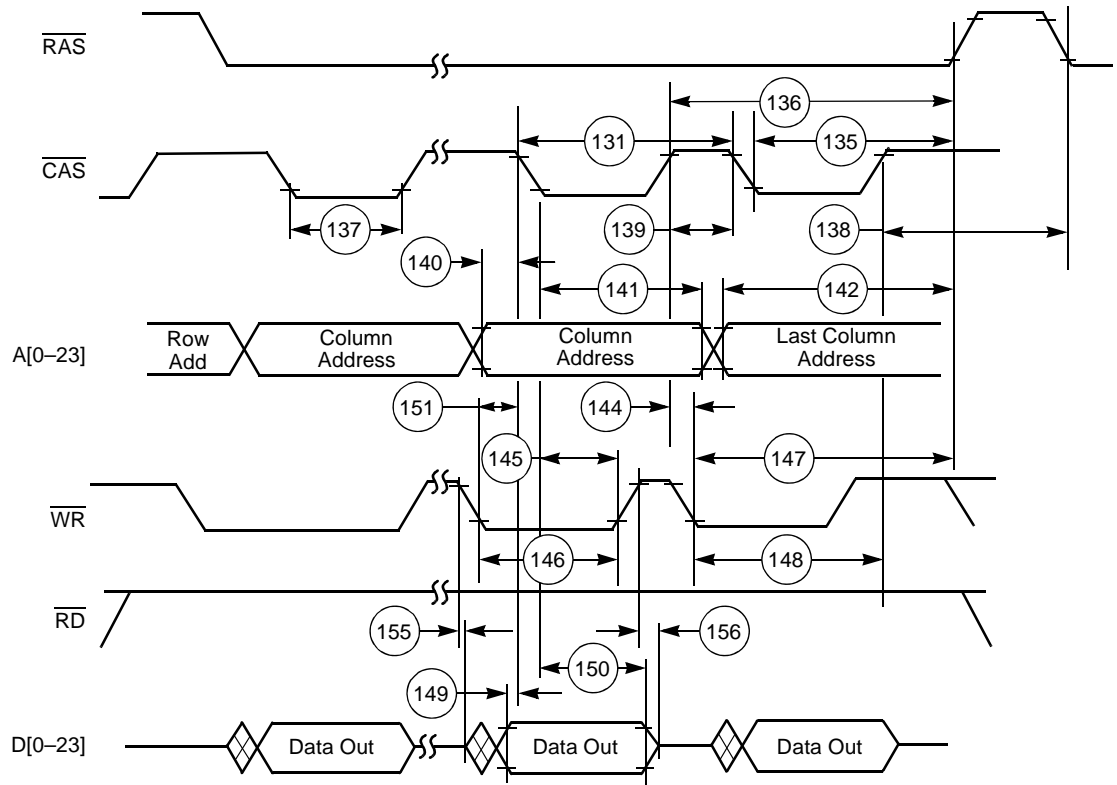 RAS
136
131
135
CAS
137
139
138
140
141
142
A[0–23]
Row
Add
Column
Address
Column
Address
Last Column
Address
151
144
145
147
WR
146
148
RD
155
156
150
149
D[0–23]
Data Out
Data Out
Data Out